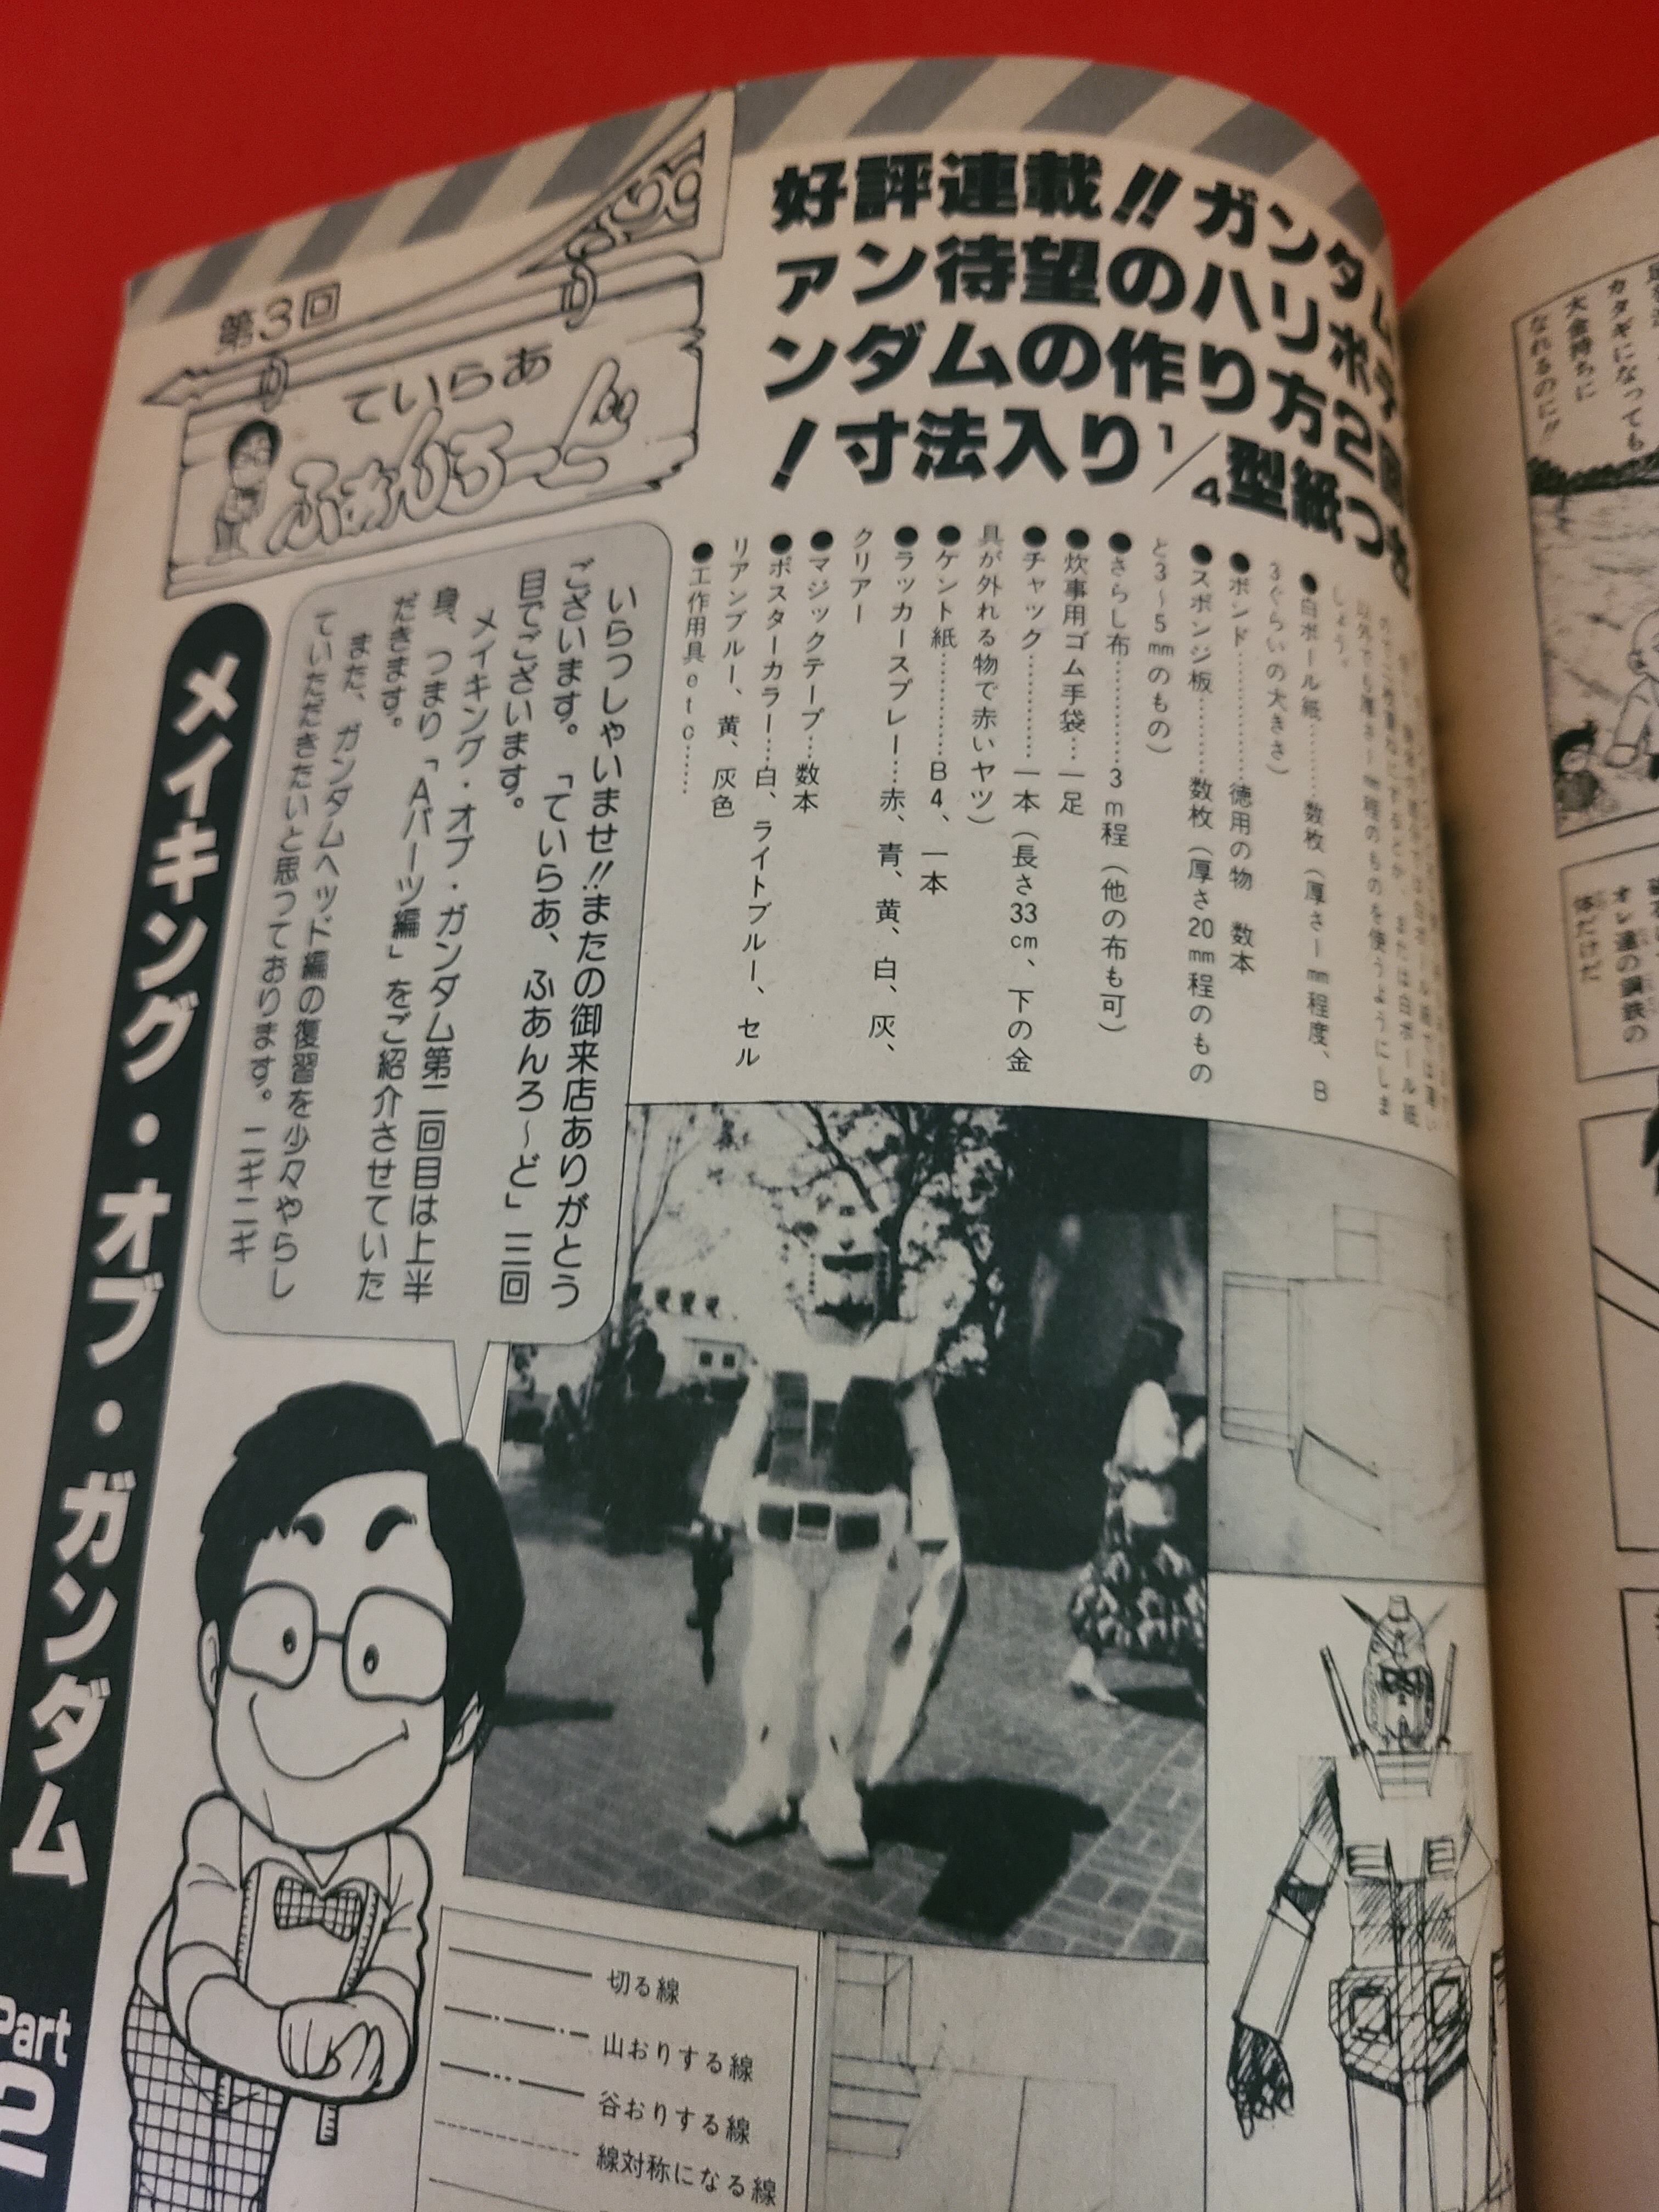 好評連載!!ガンダム
ァン待望のハリボテ
ンダムの作り方2回
!寸法入り1/4型紙つき
第3回
ていらあ
ふぁんろーど
しょう。
●白ボール紙………数枚（厚さ1mm程度、B
3ぐらいの大きさ）
●ボンド…………徳用の物 数本
●スポンジ板………数枚（厚さ20mm程のもの
と3～5mmのもの）
●さらし布…………3m程（他の布も可）
●炊事用ゴム手袋…一足
●チャック…………一本（長さ33cm、下の金
具が外れる物で赤いヤツ）
●ケント紙…………B4、一本
●ラッカースプレー…赤、青、黄、白、灰、
クリアー
●マジックテープ…数本
●ポスターカラー…白、ライトブルー、セル
リアンブルー、黄、灰色
●工作用具etc……
いらっしゃいませ!!またの御来店ありがとう
ございます。「ていらあ、ふあんろ～ど」三回
目でございます。
メイキング・オブ・ガンダム第二回目は上半
身、つまり「Aパーツ編」をご紹介させていた
だきます。
また、ガンダムヘッド編の復習を少々やらし
ていただきたいと思っております。ニギニギ
メイキング・オブ・ガンダム
Part
2
切る線
山おりする線
谷おりする線
線対称になる線
カタギになっても
大金持ちに
なれるのに!!
オレ達の鋼鉄の
体だけだ